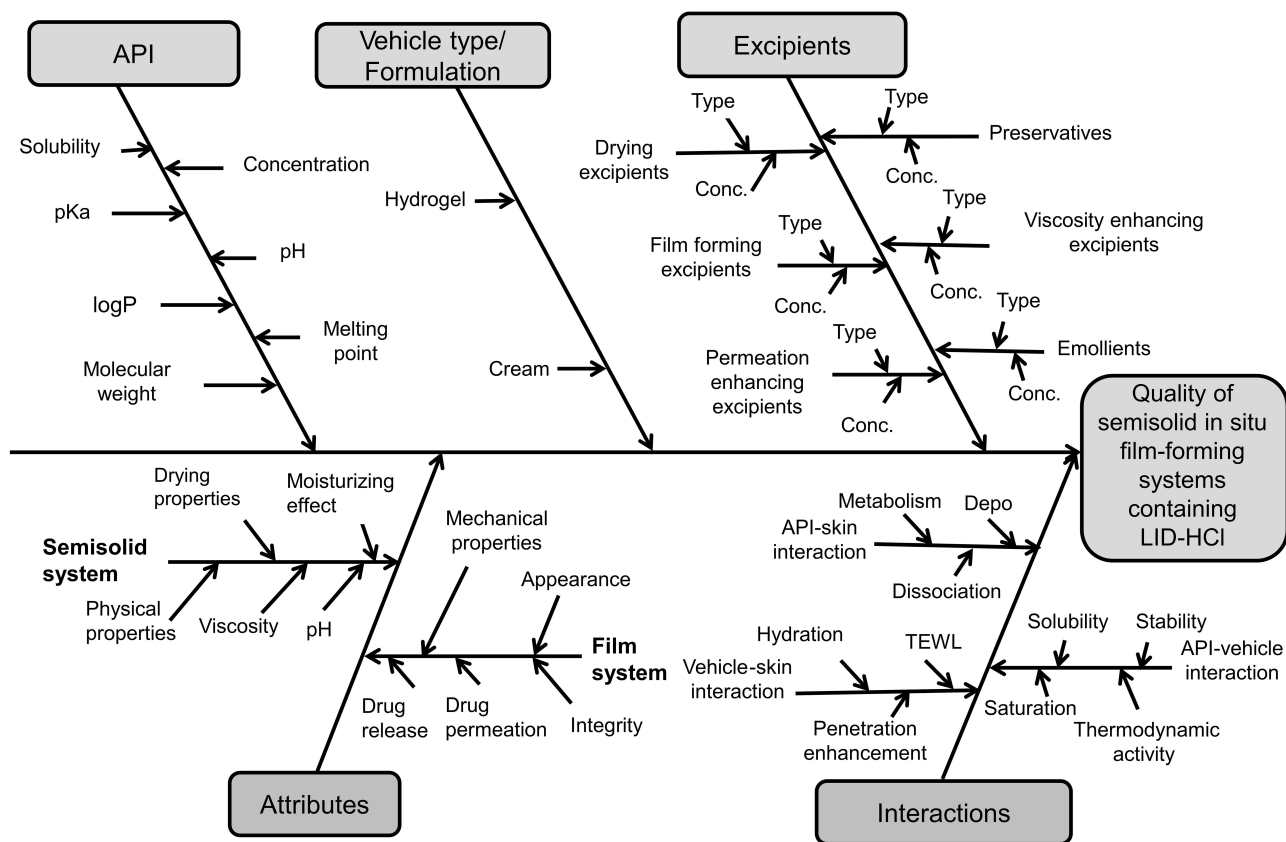 API
Vehicle type/
Formulation
Excipients
Solubility
Concentration
pKa
pH
logP
Melting
point
Molecular
weight
Hydrogel
Cream
Type
Drying
excipients
Conc.
Type
Preservatives
Conc.
Type
Film forming
excipients
Conc.
Type
Viscosity enhancing
excipients
Conc.
Type
Permeation
enhancing
excipients
Conc.
Type
Emollients
Conc.
Quality of
semisolid in situ
film-forming
systems
containing
LID-HCl
Drying
properties
Moisturizing
effect
Semisolid
system
Physical
properties
Viscosity
pH
Mechanical
properties
Appearance
Film
system
Drug
release
Drug
permeation
Integrity
Attributes
Metabolism
Depo
API-skin
interaction
Dissociation
Hydration
TEWL
Vehicle-skin
interaction
Penetration
enhancement
Solubility
Stability
API-vehicle
interaction
Saturation
Thermodynamic
activity
Interactions